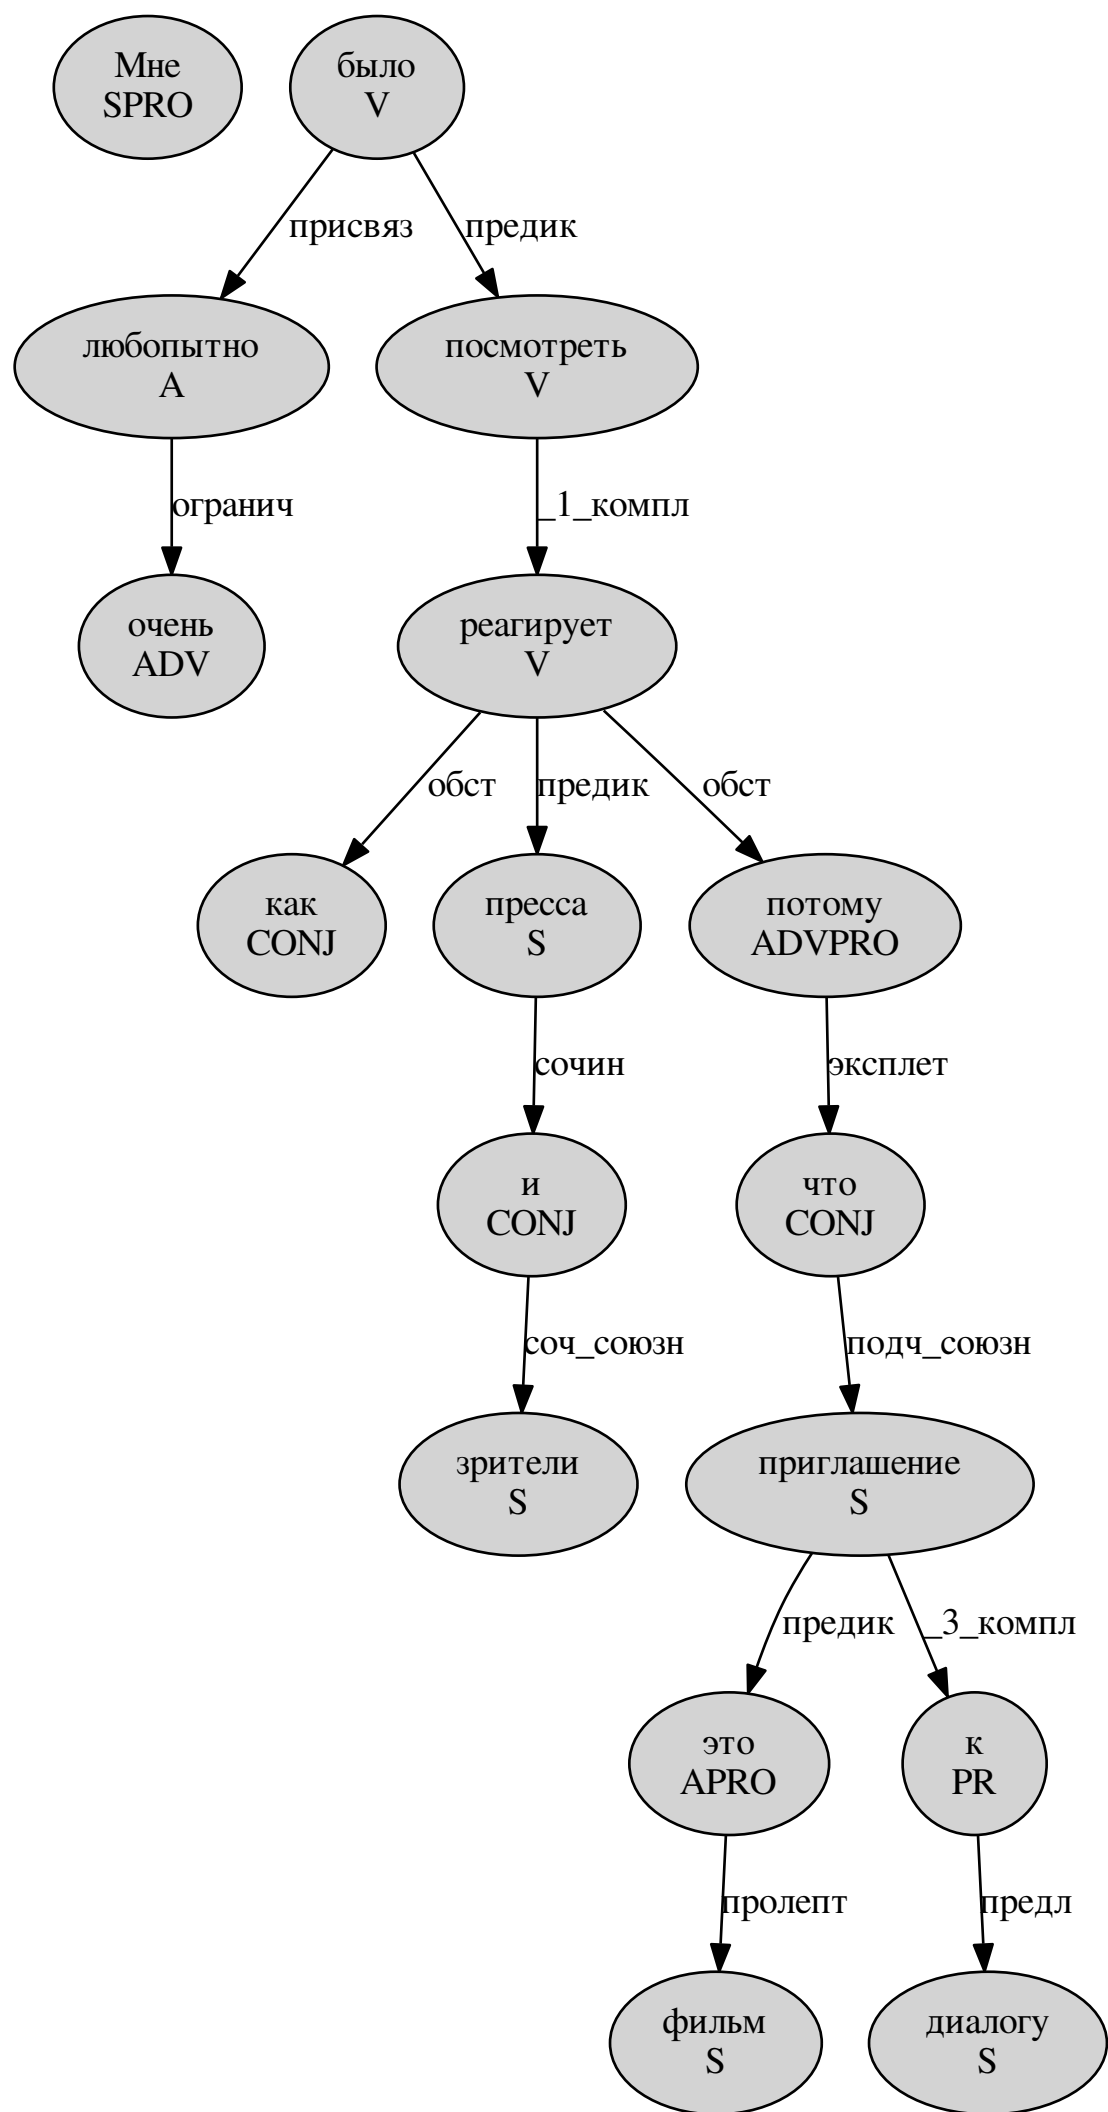 Мне
SPRO
было
V
присвяз
предик
любопытно
A
посмотреть
V
огранич
_1_компл
очень
ADV
реагирует
V
обст
предик
обст
как
CONJ
пресса
S
потому
ADVPRO
сочин
эксплет
и
CONJ
что
CONJ
соч_союзн
подч_союзн
зрители
S
приглашение
S
предик
_3_компл
это
APRO
к
PR
пролепт
предл
фильм
S
диалогу
S